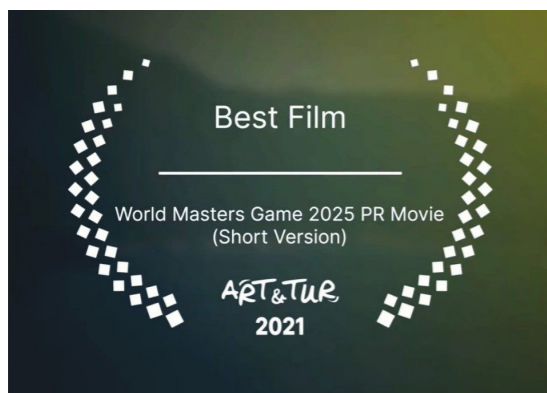 Best Film
World Masters Game 2025 PR Movie
(Short Version)
ART&TUR
2021